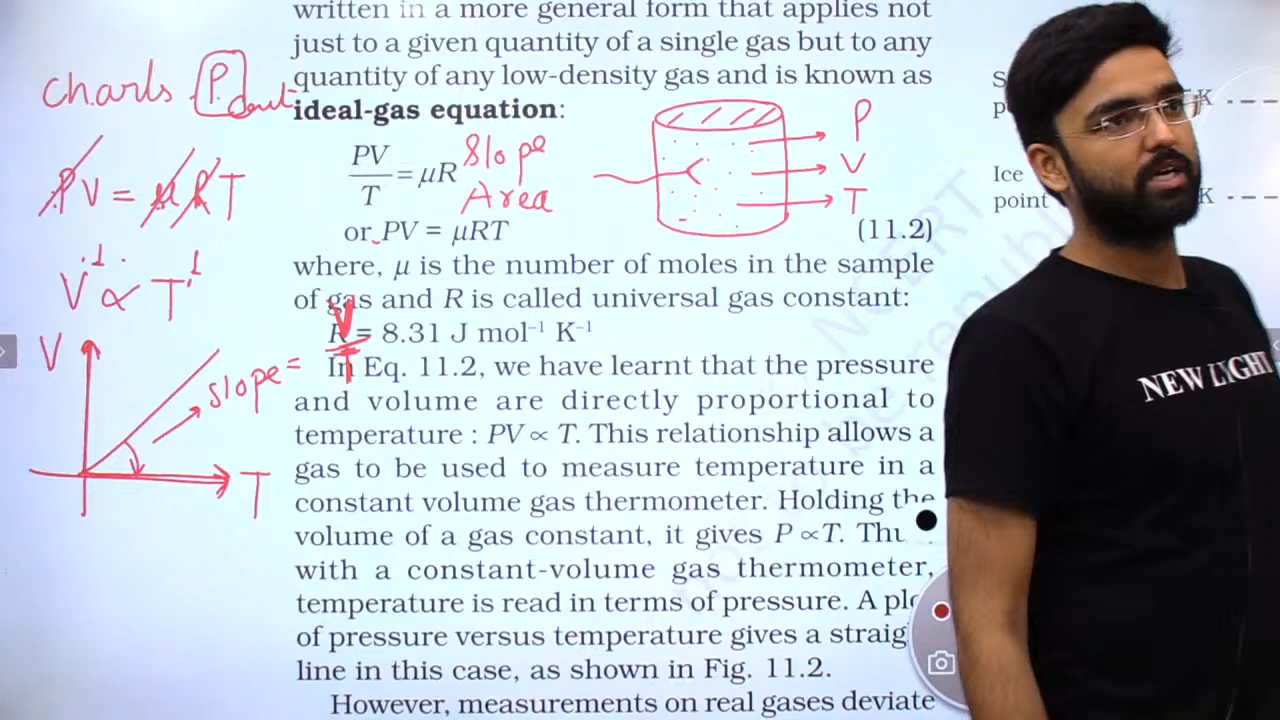 written in a more general form that applies not
just to a given quantity of a single gas but to any
quantity of any low-density gas and is known as
ideal-gas equation:
PV/T = μR
or PV = μRT (11.2)
where, μ is the number of moles in the sample
of gas and R is called universal gas constant:
R = 8.31 J mol⁻¹ K⁻¹
In Eq. 11.2, we have learnt that the pressure
and volume are directly proportional to
temperature : PV ∝ T. This relationship allows a
gas to be used to measure temperature in a
constant volume gas thermometer. Holding the
volume of a gas constant, it gives P ∝T.
with a constant-volume gas thermometer,
temperature is read in terms of pressure. A
of pressure versus temperature gives a
line in this case, as shown in Fig. 11.2.
However, measurements on real gases deviate
charls P
PV = μRT
V¹ ∝ T¹
V
slope = V/T
T
Slope
Area
P
V
T
Ice
point
K
K
NCERT
NEW